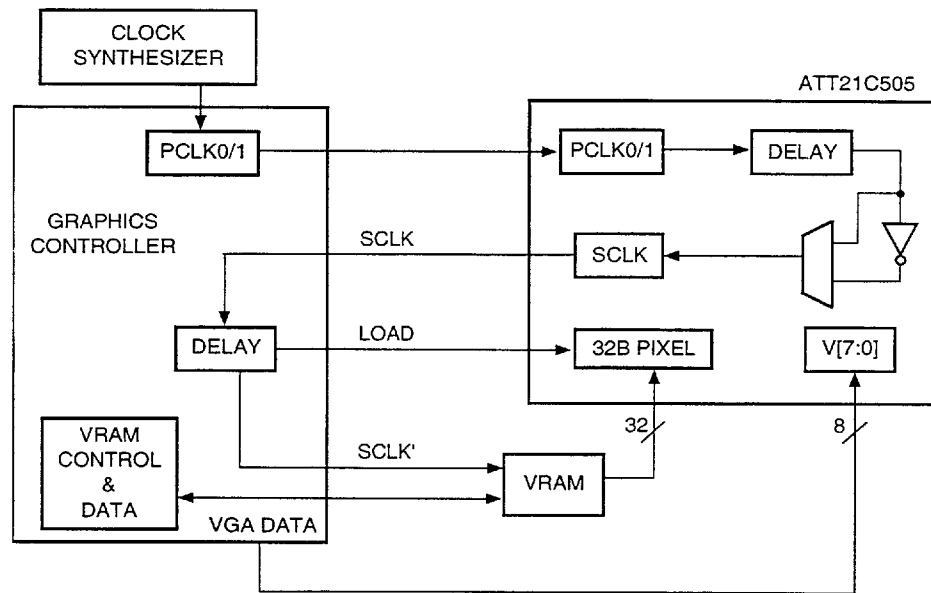 CLOCK
SYNTHESIZER
ATT21C505
PCLK0/1
PCLK0/1
DELAY
GRAPHICS
CONTROLLER
SCLK
SCLK
DELAY
LOAD
32B PIXEL
V[7:0]
32
8
VRAM
CONTROL
&
DATA
SCLK'
VRAM
VGA DATA